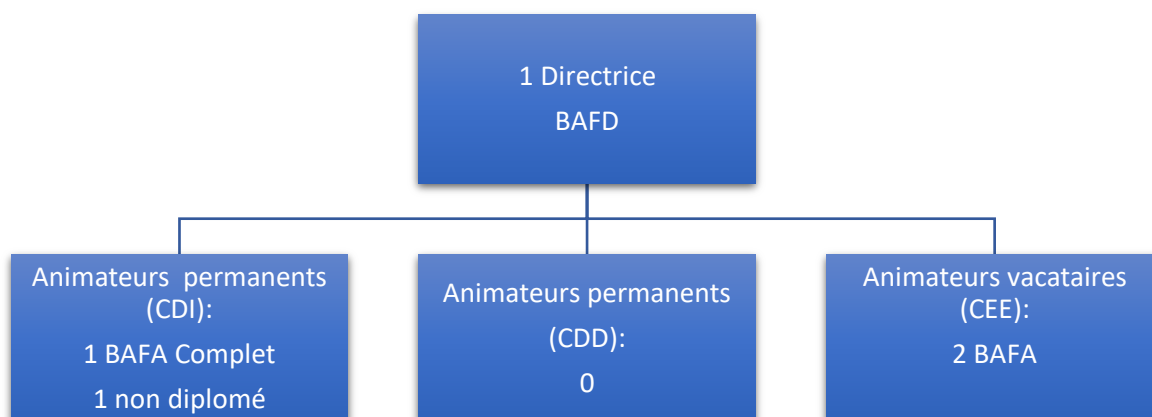 1 Directrice
BAFD
Animateurs permanents
(CDI):
1 BAFA Complet
1 non diplomé
Animateurs permanents
(CDD):
0
Animateurs vacataires
(CEE):
2 BAFA